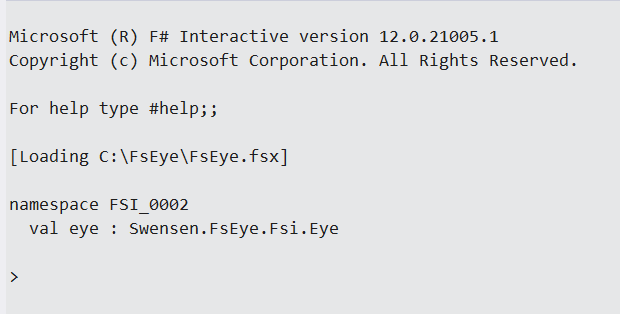 Microsoft (R) F# Interactive version 12.0.21005.1
Copyright (c) Microsoft Corporation. All Rights Reserved.
For help type #help;;
[Loading C:\FsEye\FsEye.fsx]
namespace FSI_0002
  val eye : Swensen.FsEye.Fsi.Eye
>